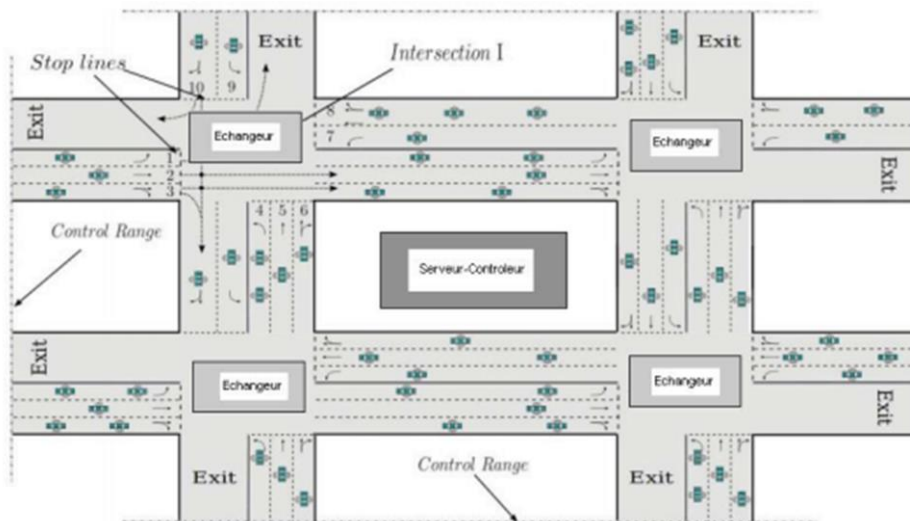 Exit
Exit
Stop lines
Intersection I
10
9
Exit
Echangeur
8
7
Echangeur
1
2
3
Exit
4
5
6
Control Range
Serveur-Controleur
Exit
Echangeur
Echangeur
Exit
Exit
Control Range
Exit